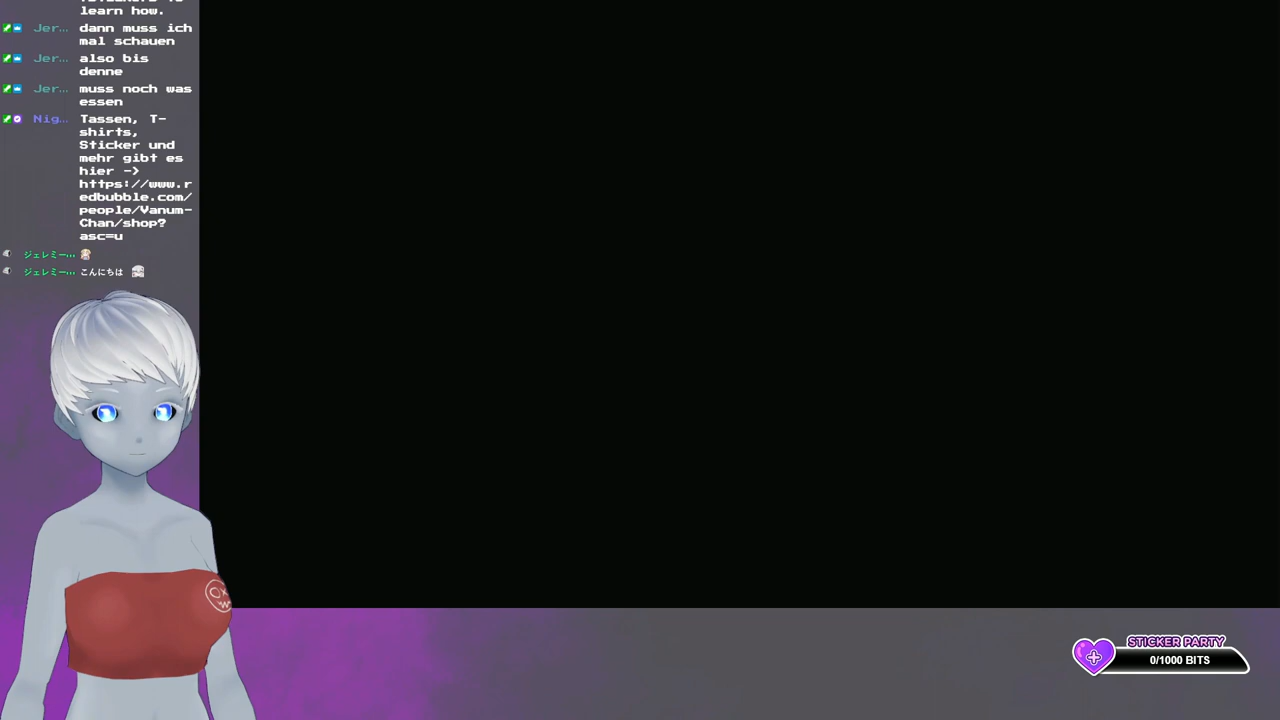 learn how.
Jer... dann muss ich
mal schauen
Jer... also bis
denne
Jer... muss noch was
essen
Nig... Tassen, T-
shirts,
Sticker und
mehr gibt es
hier ->
https://www.r
edbubble.com/
people/Vanum-
Chan/shop?
asc=u
ジェレミー...
ジェレミー... こんにちは
STICKER PARTY
0/1000 BITS